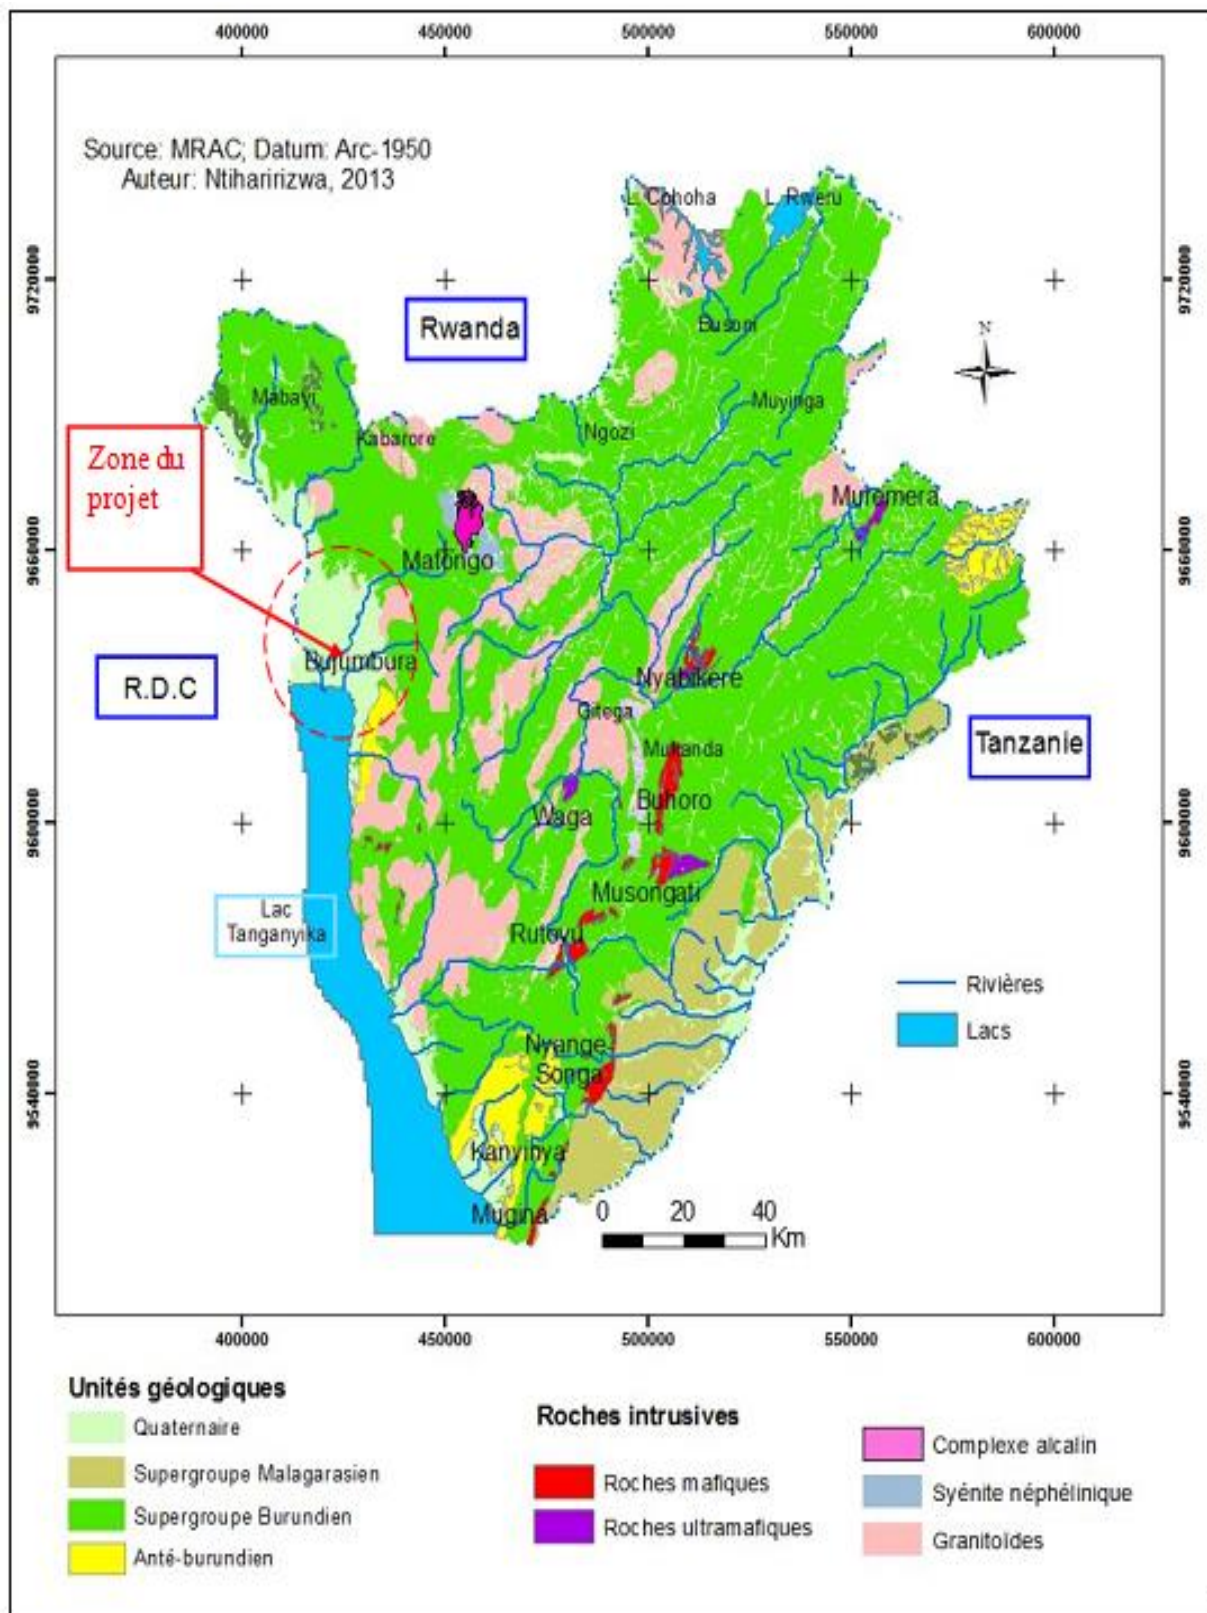 400000 450000 500000 550000 600000
Source: MRAC; Datum: Arc-1950
Auteur: Ntiharirizwa, 2013
L. Cohoha
L. Rweru
9720000
9720000
Rwanda
N
Busoni
Mabayi
Muyinga
Kabarore
Ngozi
Zone du
projet
Muremera
9660000
9660000
Matongo
Bujumbura
R.D.C
Nyabikere
Gitega
Mukanda
Tanzanie
Buhoro
Waga
9600000
9600000
Musongati
Lac
Tanganyika
Rutovu
Rivières
Lacs
Nyange-
Songa
9540000
9540000
Kanyinya
Mugina
0 20 40
Km
400000 450000 500000 550000 600000
Unités géologiques
Quaternaire
Supergroupe Malagarasien
Supergroupe Burundien
Anté-burundien
Roches intrusives
Roches mafiques
Roches ultramafiques
Complexe alcalin
Syénite néphélinique
Granitoïdes